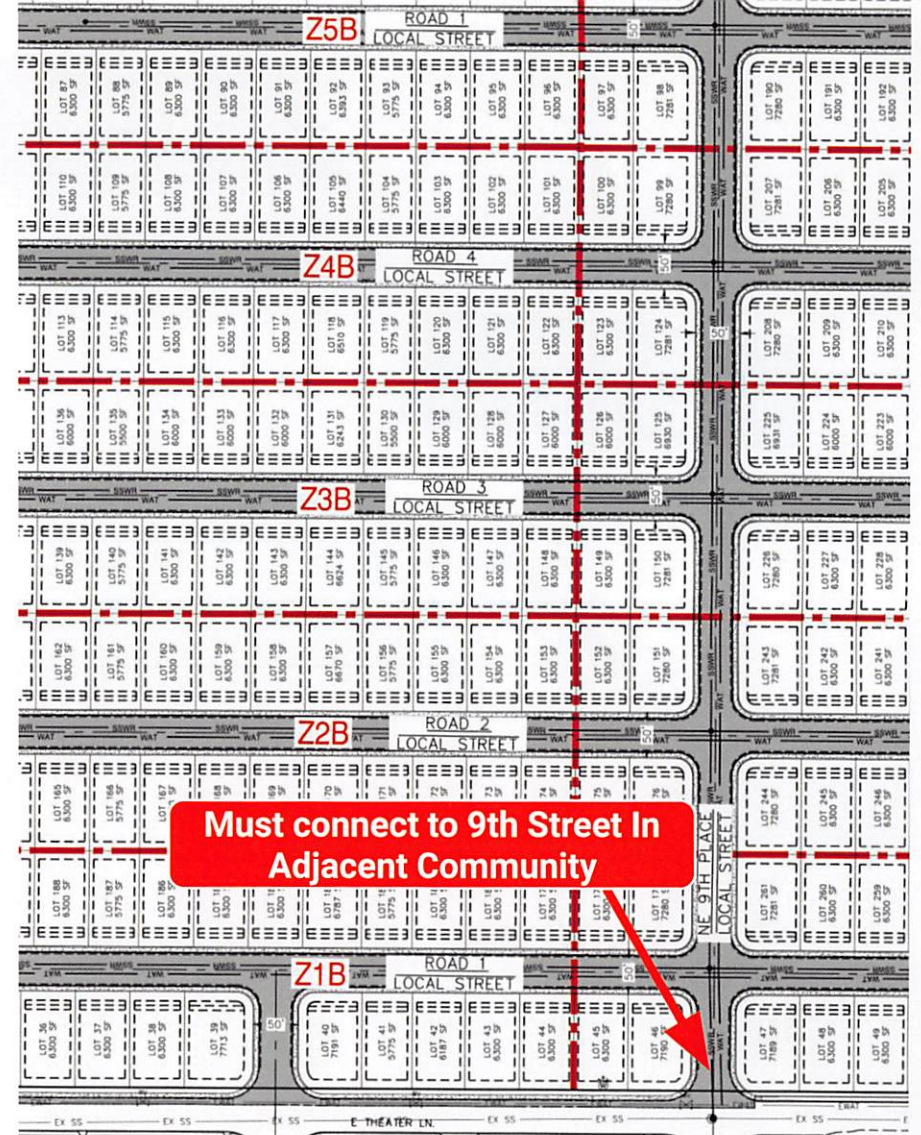 Z5B
ROAD 1
LOCAL STREET
SSWR
WAT
50'
LOT 87
6300 SF
LOT 88
5775 SF
LOT 89
6300 SF
LOT 90
6300 SF
LOT 91
6300 SF
LOT 92
6393 SF
LOT 93
5775 SF
LOT 94
6300 SF
LOT 95
6300 SF
LOT 96
6300 SF
LOT 97
6300 SF
LOT 98
7281 SF
LOT 190
7280 SF
LOT 191
6300 SF
LOT 192
6300 SF
LOT 110
6300 SF
LOT 109
5775 SF
LOT 108
6300 SF
LOT 107
6300 SF
LOT 106
6300 SF
LOT 105
6440 SF
LOT 104
5775 SF
LOT 103
6300 SF
LOT 102
6300 SF
LOT 101
6300 SF
LOT 100
6300 SF
LOT 99
7280 SF
LOT 207
7281 SF
LOT 206
6300 SF
LOT 205
6300 SF
Z4B
ROAD 4
LOCAL STREET
SSWR
WAT
50'
LOT 113
6300 SF
LOT 114
5775 SF
LOT 115
6300 SF
LOT 116
6300 SF
LOT 117
6300 SF
LOT 118
6510 SF
LOT 119
5775 SF
LOT 120
6300 SF
LOT 121
6300 SF
LOT 122
6300 SF
LOT 123
6300 SF
LOT 124
7281 SF
50'
LOT 208
7280 SF
LOT 209
6300 SF
LOT 210
6300 SF
LOT 136
6000 SF
LOT 135
5500 SF
LOT 134
6000 SF
LOT 133
6000 SF
LOT 132
6000 SF
LOT 131
6243 SF
LOT 130
5500 SF
LOT 129
6000 SF
LOT 128
6000 SF
LOT 127
6000 SF
LOT 126
6000 SF
LOT 125
6930 SF
LOT 225
6931 SF
LOT 224
6000 SF
LOT 223
6000 SF
Z3B
ROAD 3
LOCAL STREET
SSWR
WAT
50'
LOT 139
6300 SF
LOT 140
5775 SF
LOT 141
6300 SF
LOT 142
6300 SF
LOT 143
6300 SF
LOT 144
6624 SF
LOT 145
5775 SF
LOT 146
6300 SF
LOT 147
6300 SF
LOT 148
6300 SF
LOT 149
6300 SF
LOT 150
7281 SF
LOT 226
7280 SF
LOT 227
6300 SF
LOT 228
6300 SF
LOT 162
6300 SF
LOT 161
5775 SF
LOT 160
6300 SF
LOT 159
6300 SF
LOT 158
6300 SF
LOT 157
6670 SF
LOT 156
5775 SF
LOT 155
6300 SF
LOT 154
6300 SF
LOT 153
6300 SF
LOT 152
6300 SF
LOT 151
7280 SF
LOT 243
7281 SF
LOT 242
6300 SF
LOT 241
6300 SF
Z2B
ROAD 2
LOCAL STREET
SSWR
WAT
50'
LOT 165
6300 SF
LOT 166
5775 SF
LOT 167
LOT 244
7280 SF
LOT 245
6300 SF
LOT 246
6300 SF
Must connect to 9th Street In
Adjacent Community
NE 9TH PLACE
LOCAL STREET
LOT 188
6300 SF
LOT 187
5775 SF
LOT 186
6300 SF
LOT 261
7281 SF
LOT 260
6300 SF
LOT 259
6300 SF
Z1B
ROAD 1
LOCAL STREET
SSWR
WAT
50'
LOT 36
6300 SF
LOT 37
6300 SF
LOT 38
6300 SF
LOT 39
7713 SF
50'
LOT 40
7191 SF
LOT 41
5775 SF
LOT 42
6187 SF
LOT 43
6300 SF
LOT 44
6300 SF
LOT 45
6300 SF
LOT 46
7190 SF
LOT 47
7189 SF
LOT 48
6300 SF
LOT 49
6300 SF
EX SS
E THEATER LN.
EX SS